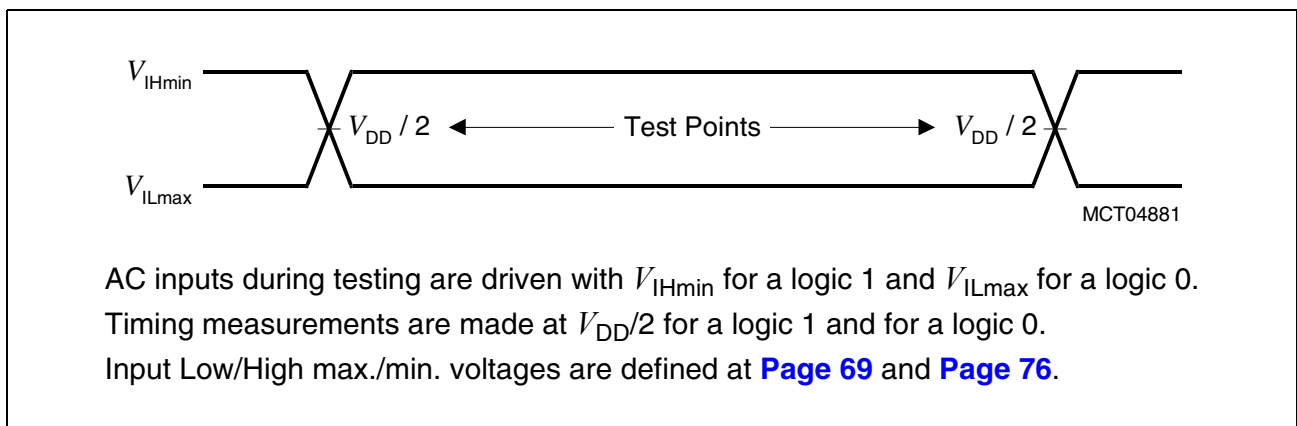 VIHmin
VDD / 2 Test Points VDD / 2
VILmax
MCT04881
AC inputs during testing are driven with VIHmin for a logic 1 and VILmax for a logic 0.
Timing measurements are made at VDD/2 for a logic 1 and for a logic 0.
Input Low/High max./min. voltages are defined at Page 69 and Page 76.